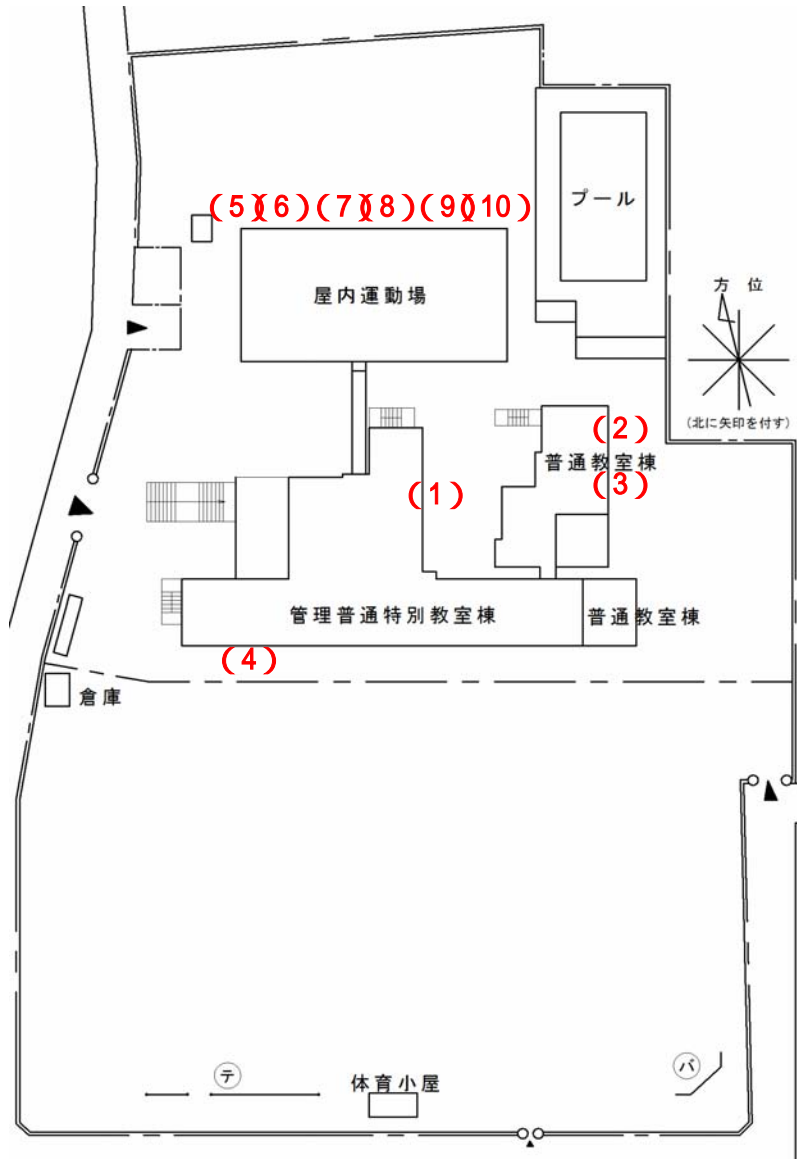 プール
(5)(6)(7)(8)(9)(10)
屋内運動場
方 位
(北に矢印を付す)
(2)
普通教室棟
(3)
(1)
管理普通特別教室棟
普通教室棟
(4)
倉庫
テ
体育小屋
バ